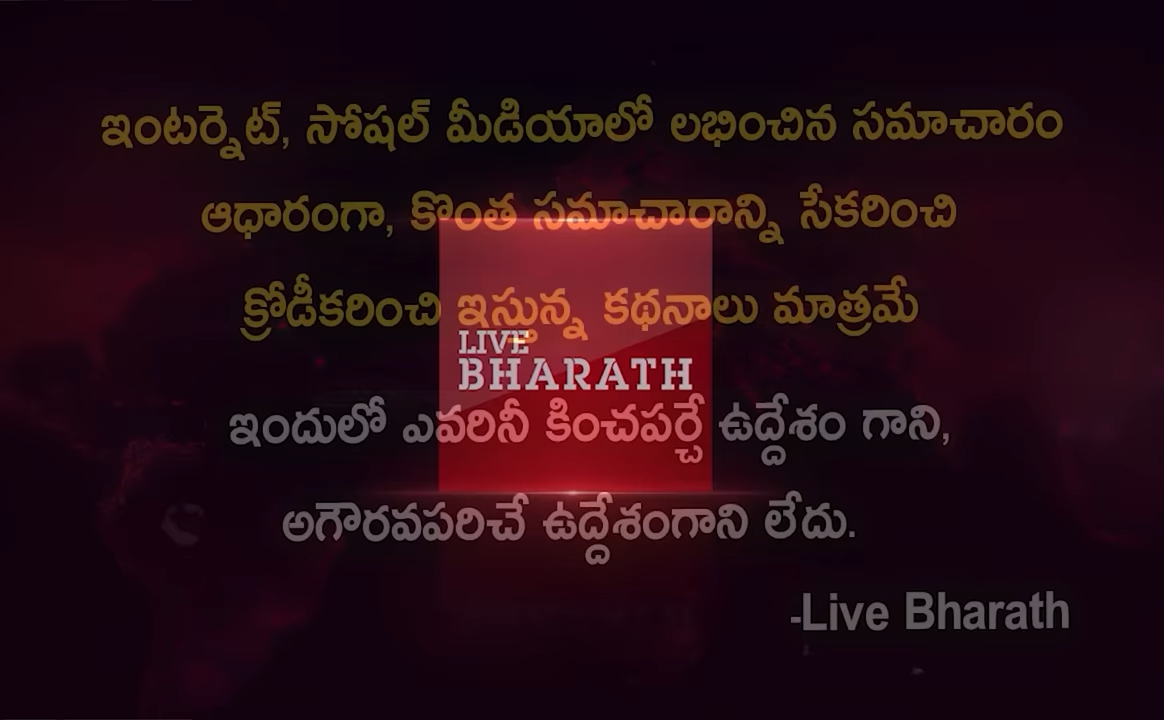 ఇంటర్నెట్, సోషల్ మీడియాలో లభించిన సమాచారం
ఆధారంగా, కొంత సమాచారాన్ని సేకరించి
క్రోడీకరించి ఇస్తున్న కథనాలు మాత్రమే
LIVE
BHARATH
ఇందులో ఎవరినీ కించపర్చే ఉద్దేశం గాని,
అగౌరవపరిచే ఉద్దేశంగాని లేదు.
-Live Bharath